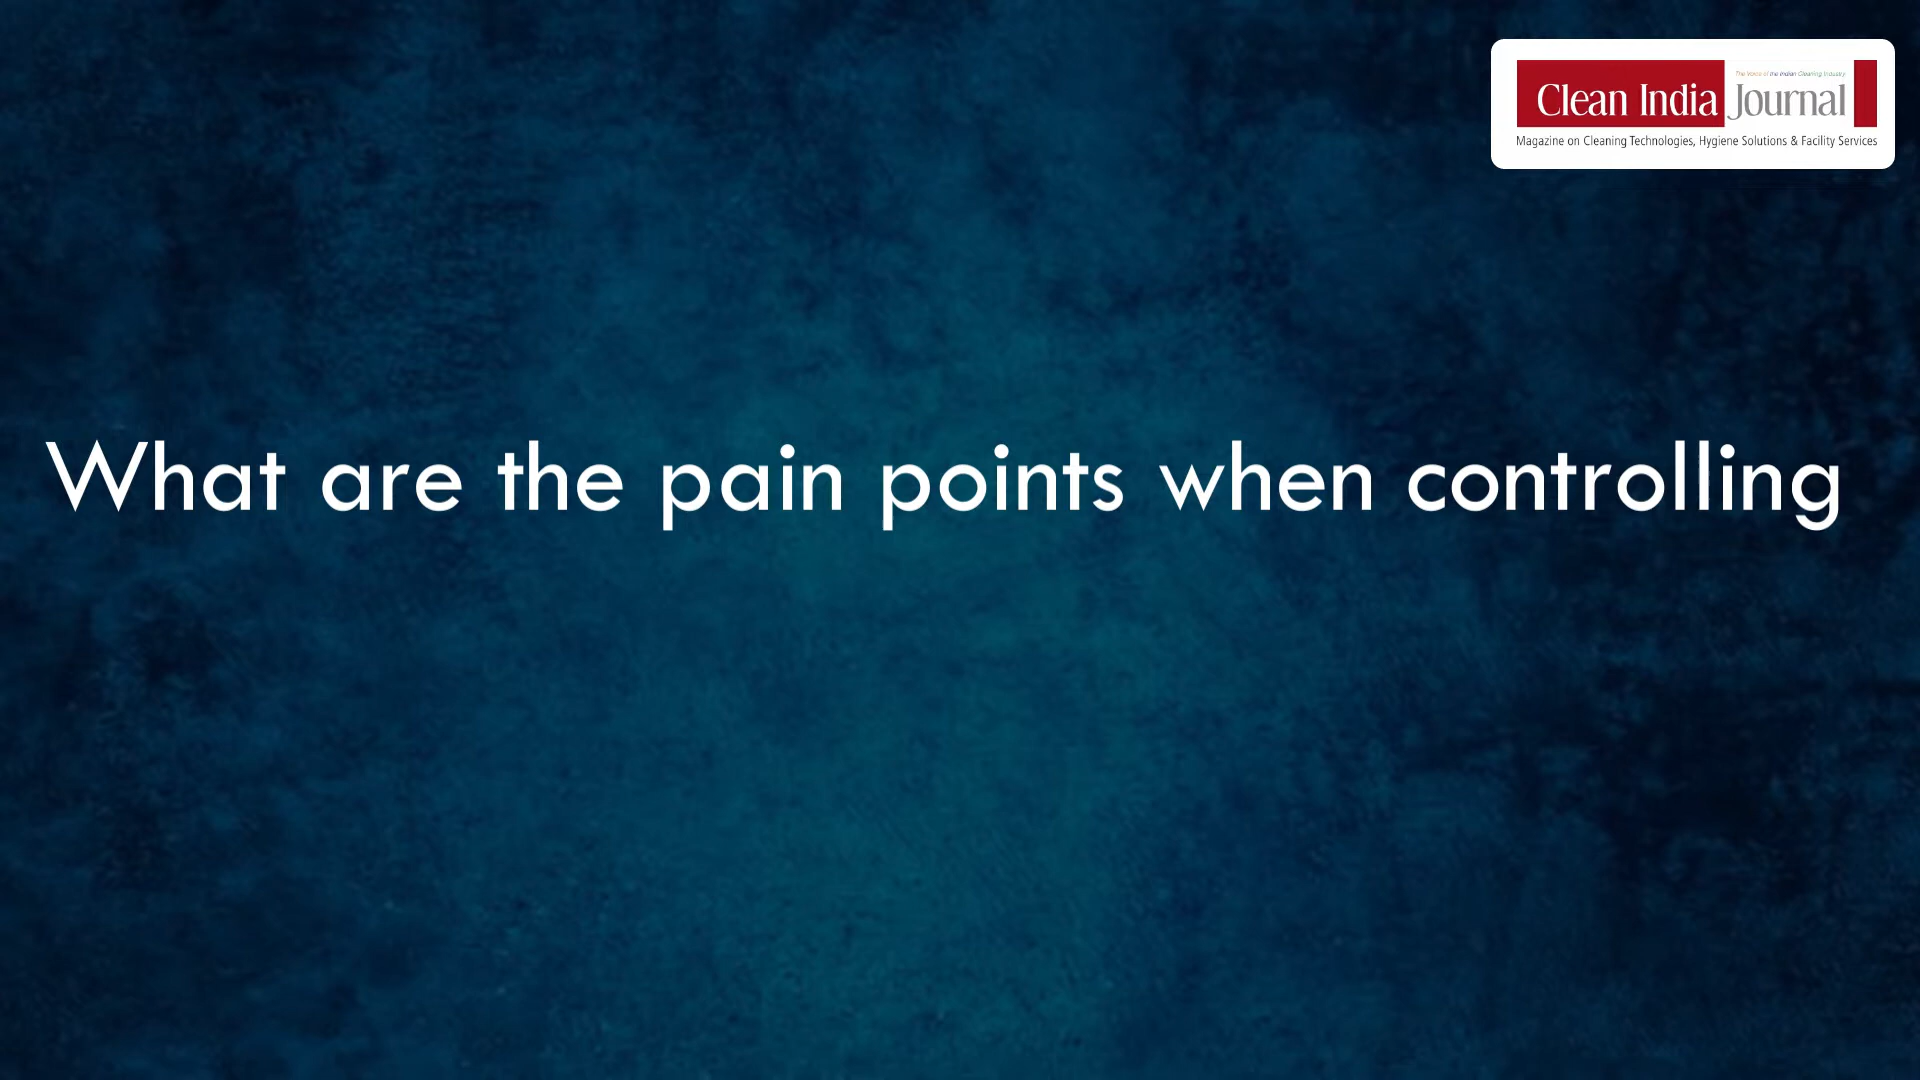 The Voice of the Indian Cleaning Industry
Clean India Journal
Magazine on Cleaning Technologies, Hygiene Solutions & Facility Services
What are the pain points when controlling